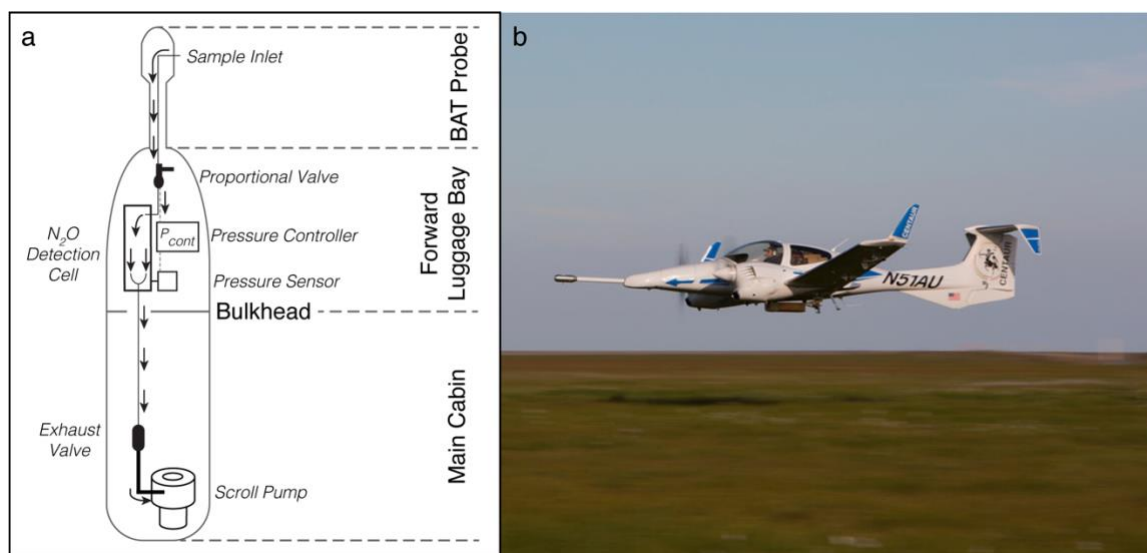 a
Sample Inlet
BAT Probe
Proportional Valve
N₂O
Detection
Cell
P_cont
Pressure Controller
Pressure Sensor
Forward
Luggage Bay
Bulkhead
Main Cabin
Exhaust
Valve
Scroll Pump
b
CENTAUR
N51AU
CENTAUR